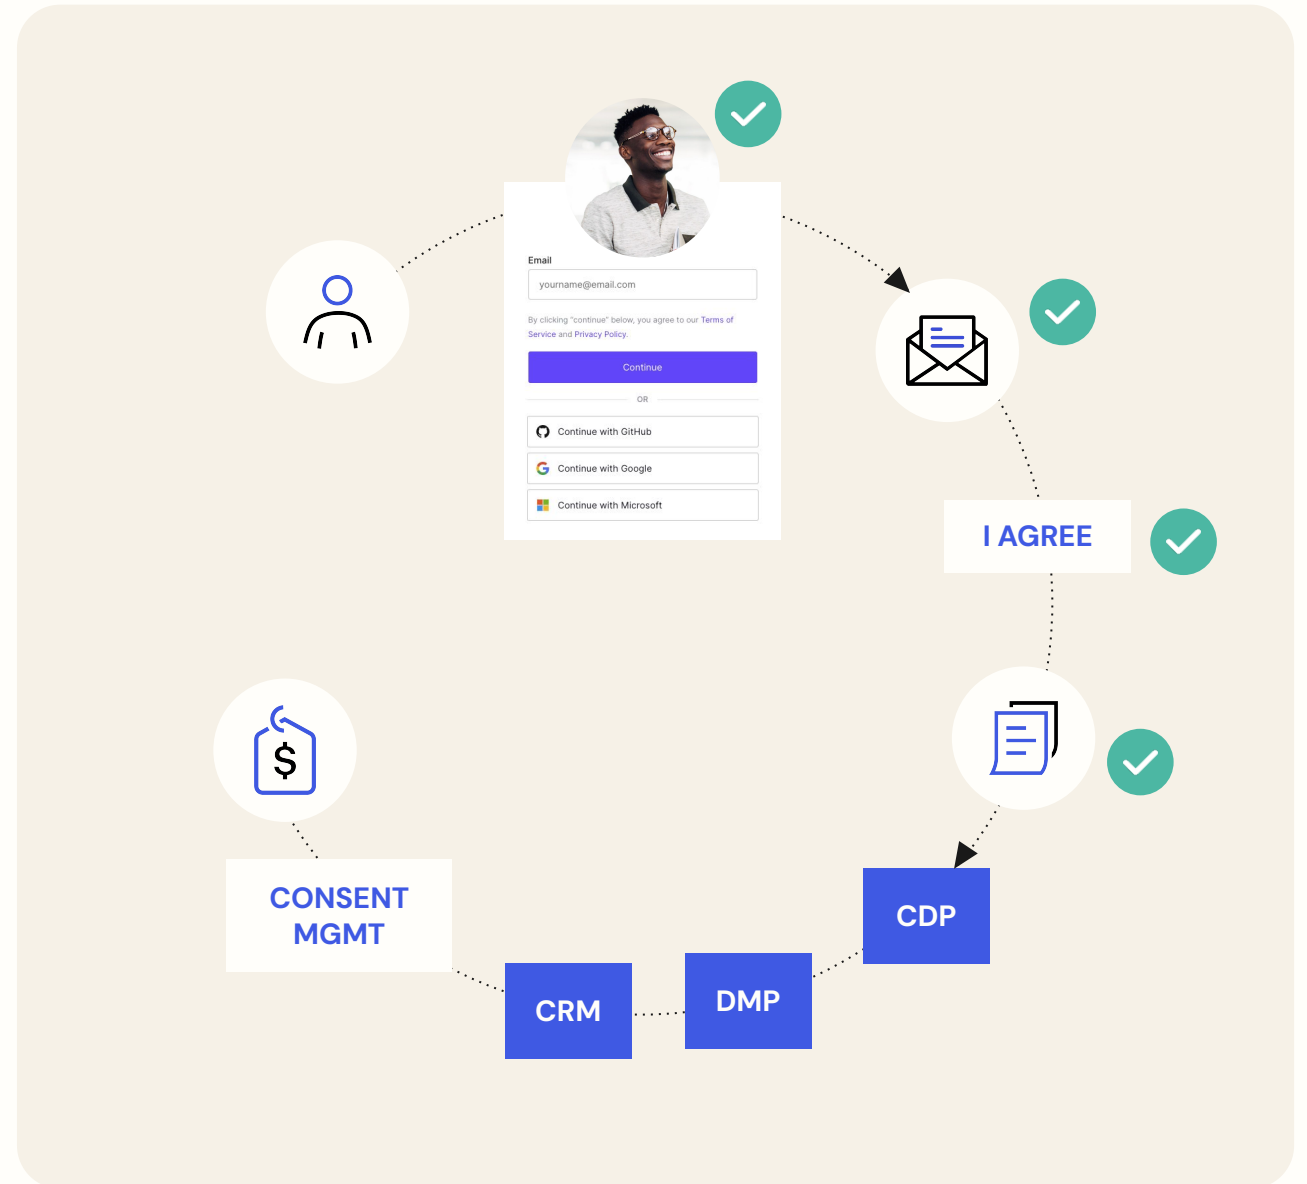 Email
yourname@email.com
By clicking "continue" below, you agree to our Terms of
Service and Privacy Policy.
Continue
OR
Continue with GitHub
Continue with Google
Continue with Microsoft
I AGREE
$
CONSENT
MGMT
CDP
DMP
CRM